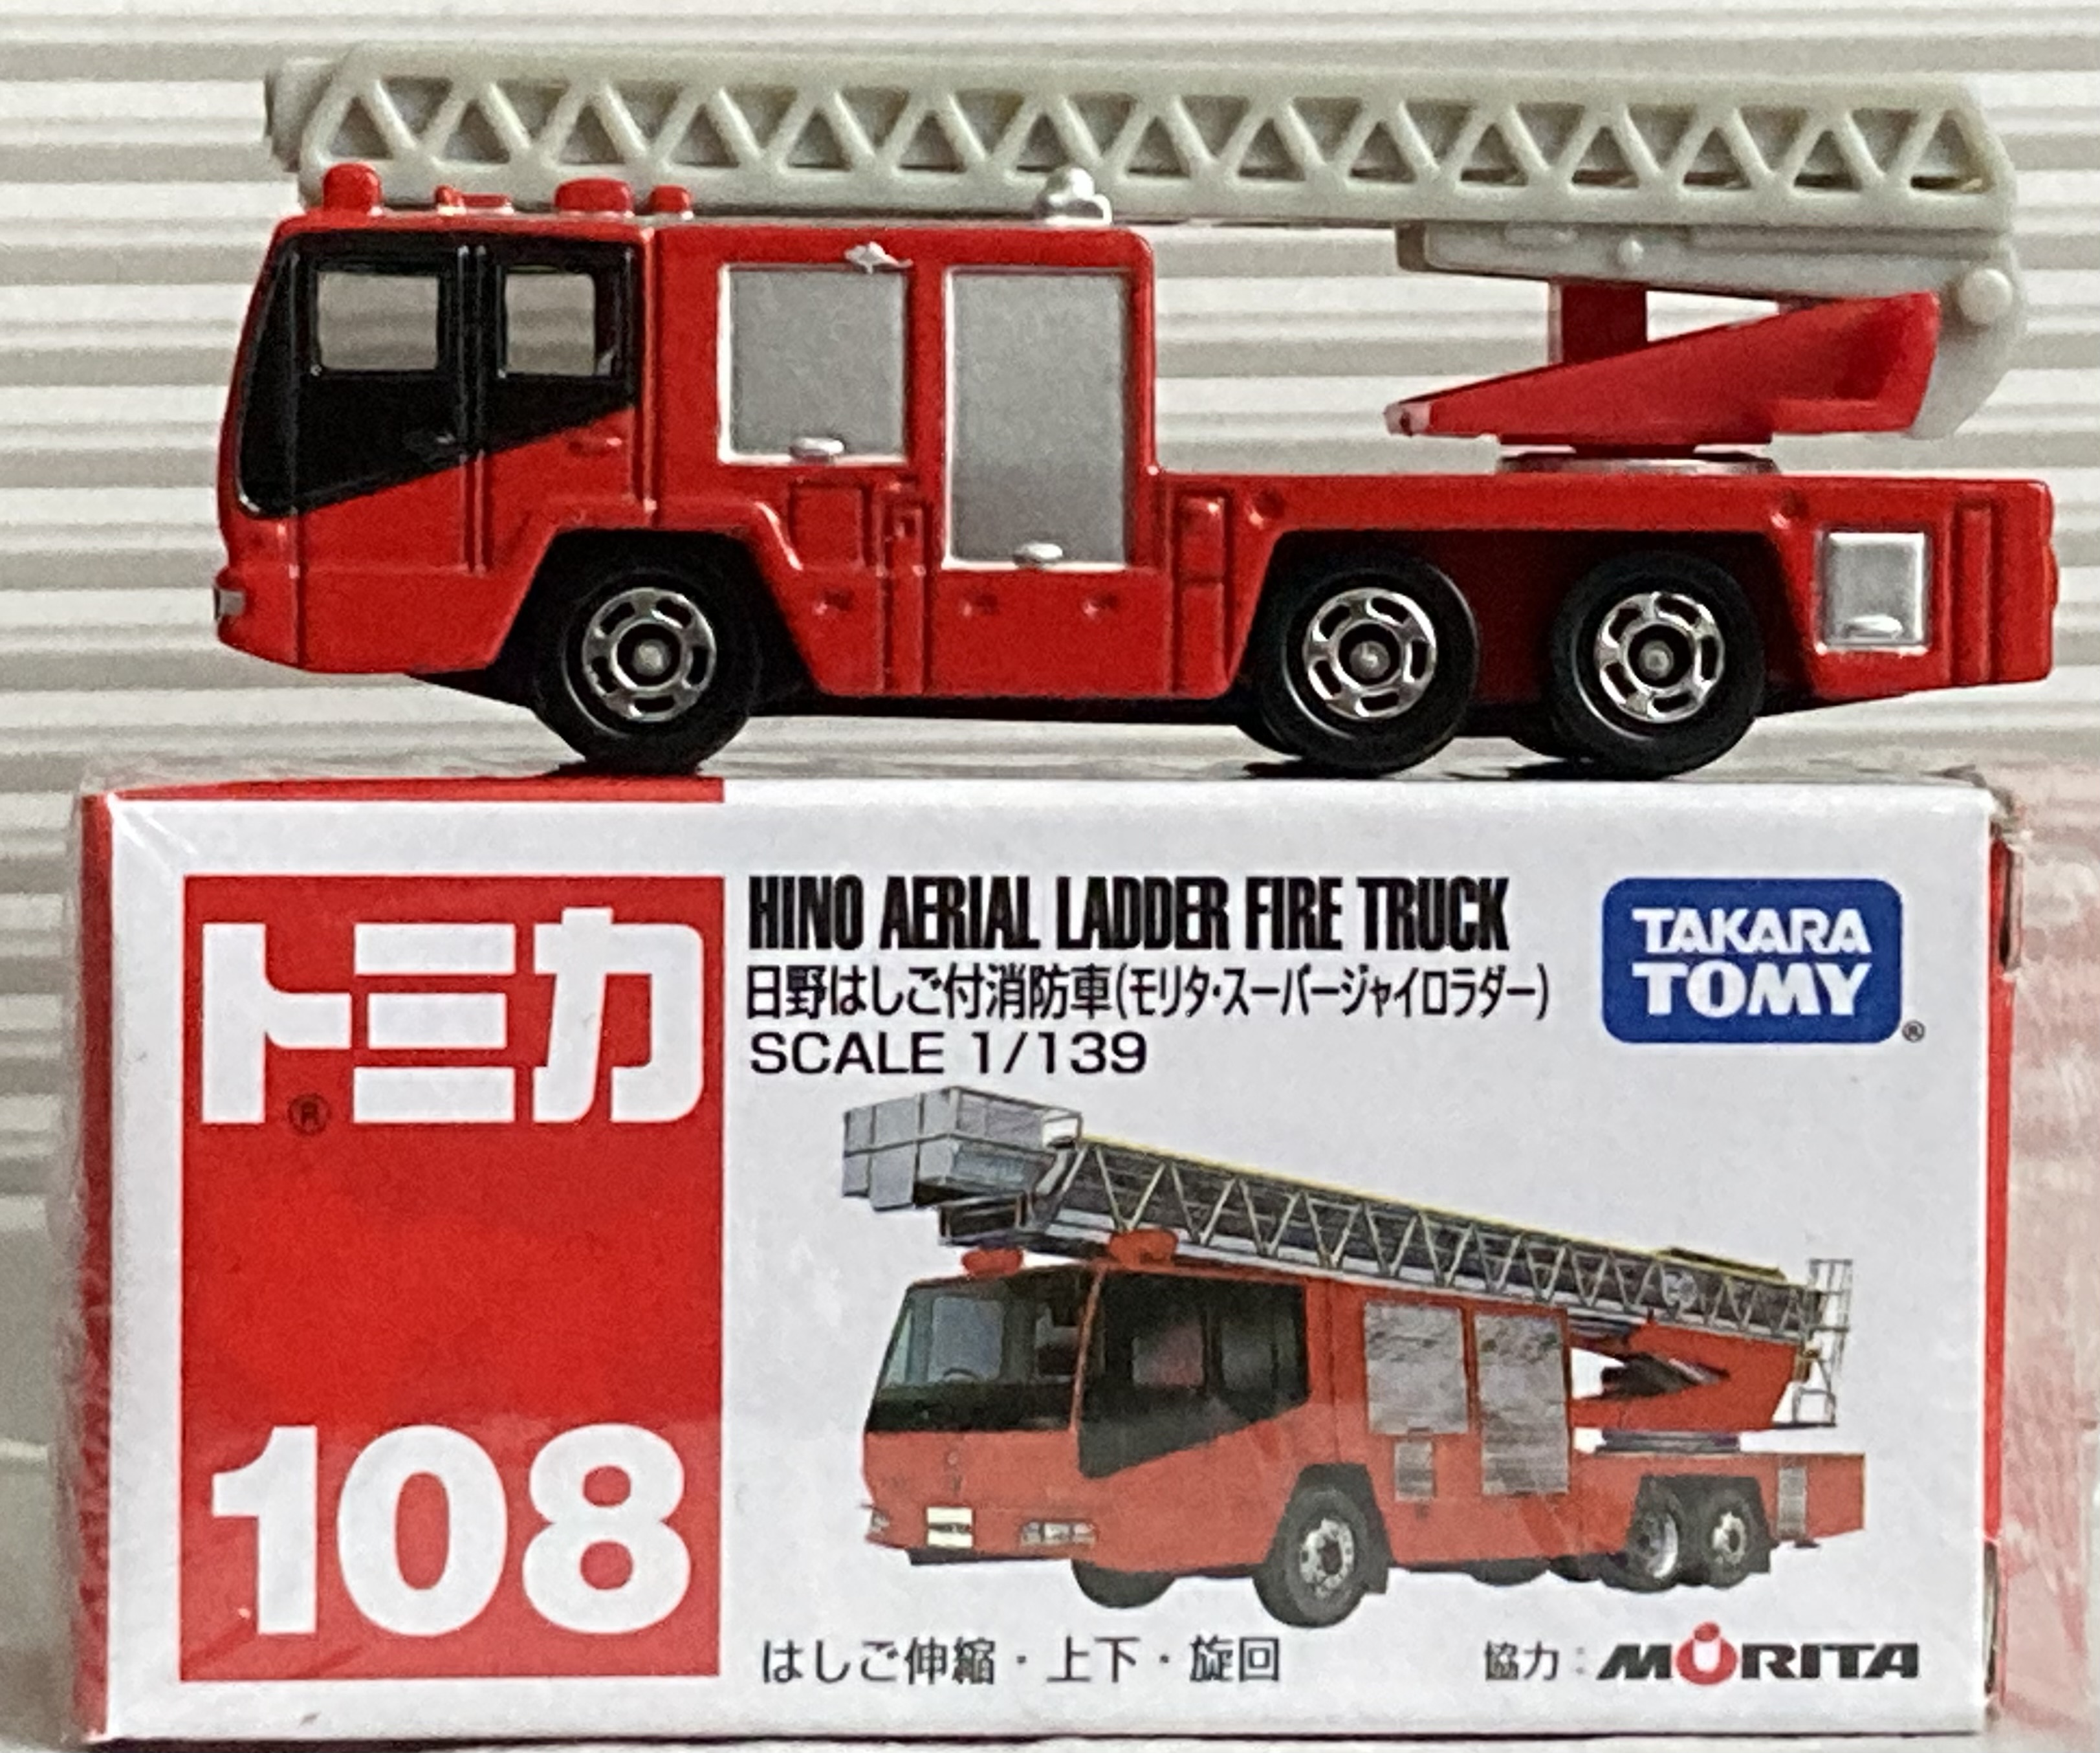 トミカ
®
108
HINO AERIAL LADDER FIRE TRUCK
日野はしご付消防車(モリタ・スーパージャイロラダー)
SCALE 1/139
TAKARA
TOMY
®
はしご伸縮・上下・旋回
協力:MORITA